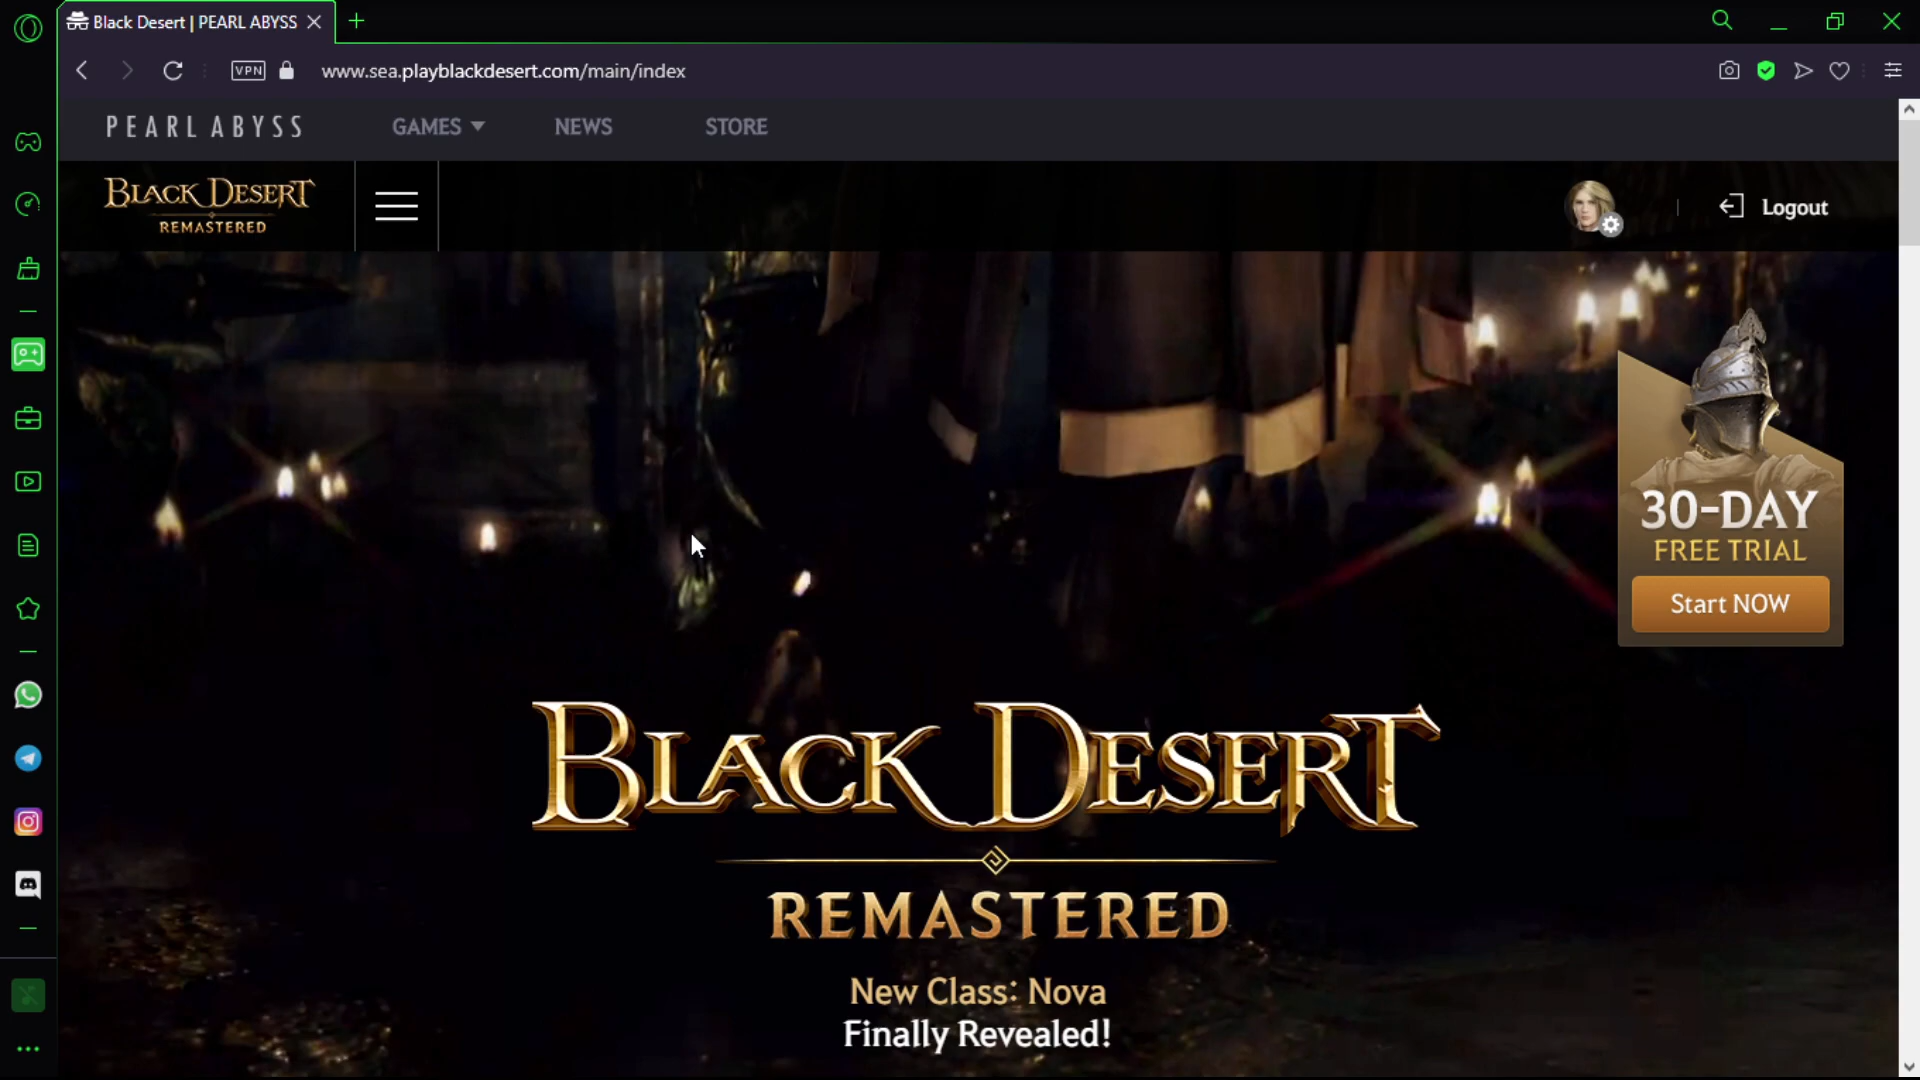 Black Desert | PEARL ABYSS
VPN
www.sea.playblackdesert.com/main/index
PEARL ABYSS
GAMES
NEWS
STORE
BLACK DESERT
REMASTERED
Logout
30-DAY
FREE TRIAL
Start NOW
BLACK DESERT
REMASTERED
New Class: Nova
Finally Revealed!